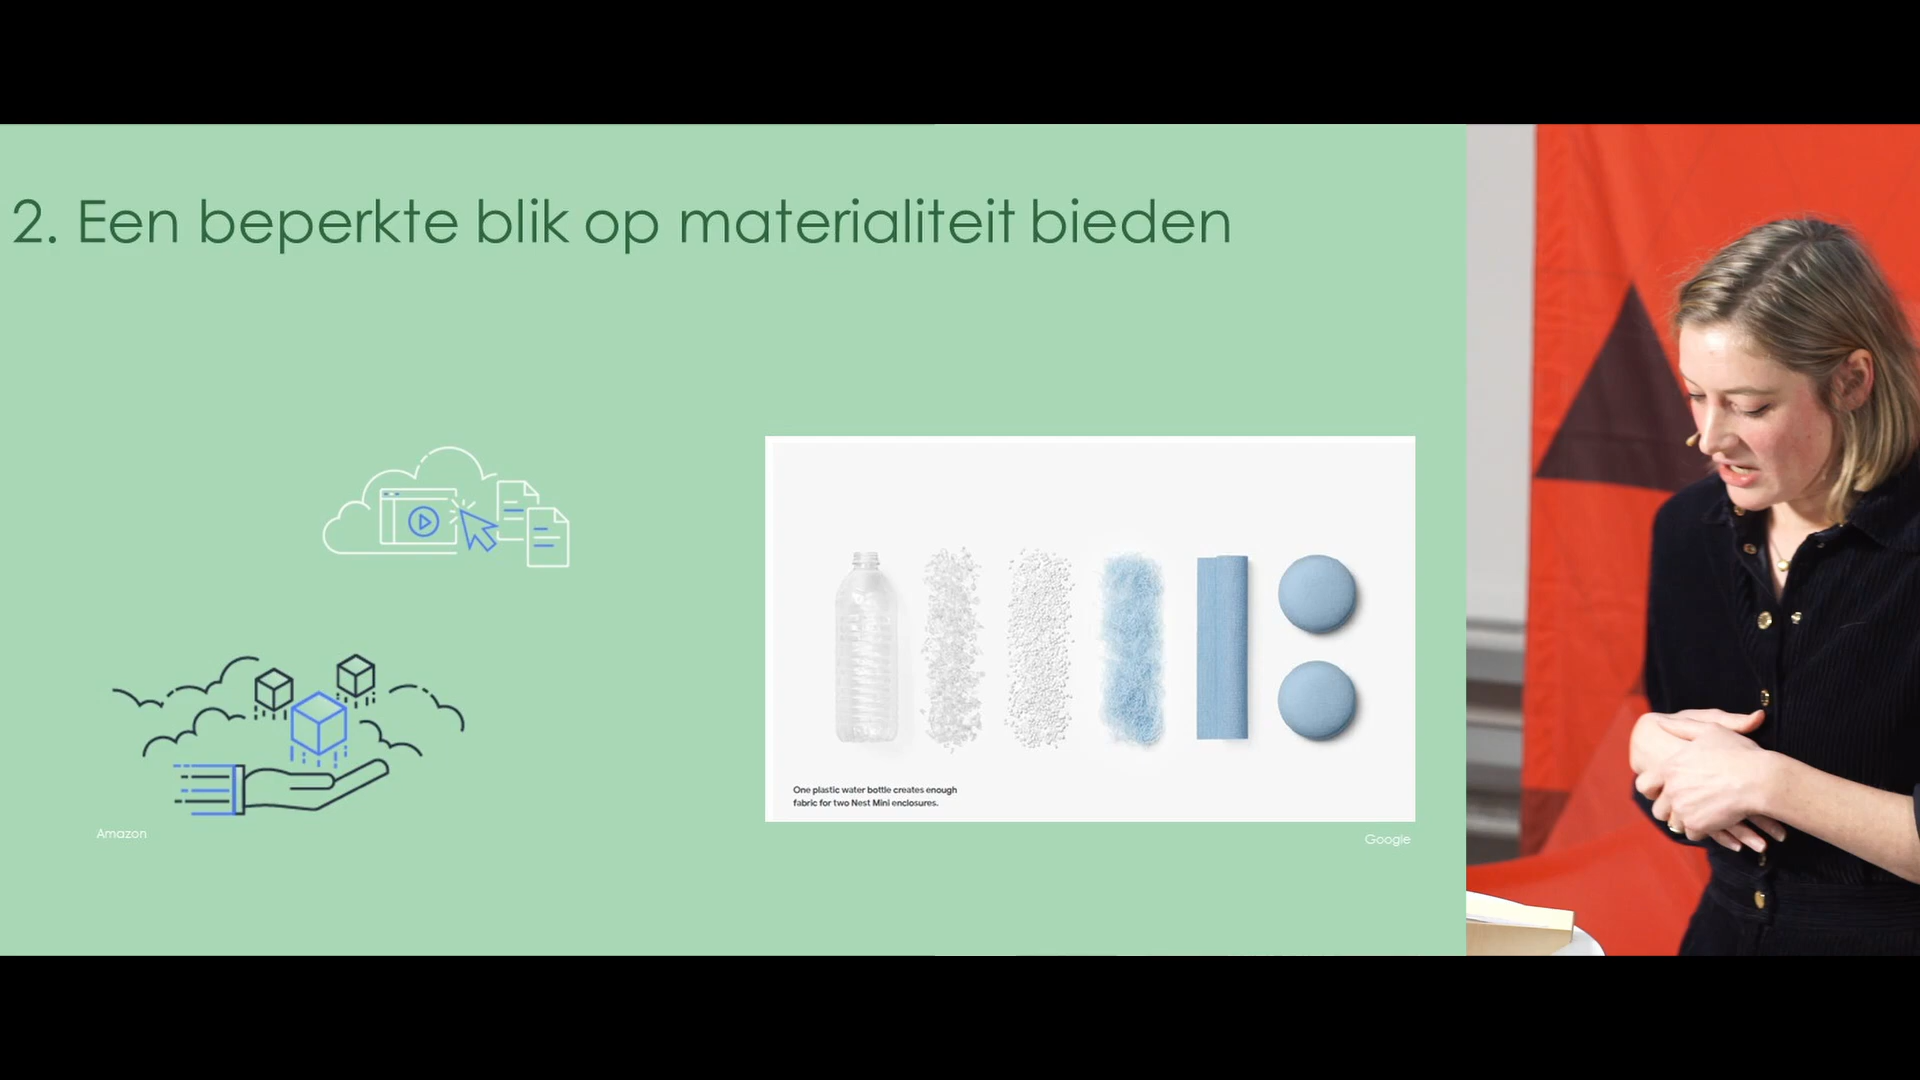 2. Een beperkte blik op materialiteit bieden
One plastic water bottle creates enough
fabric for two Nest Mini enclosures.
Amazon
Google